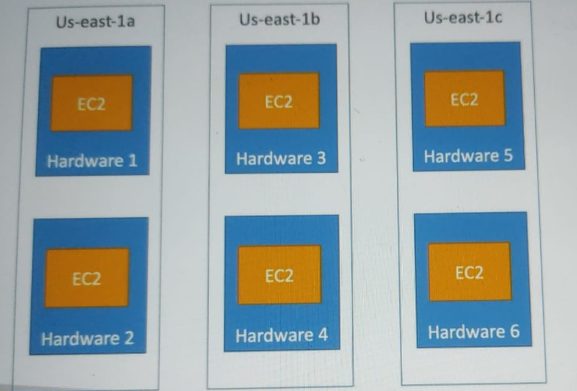 Us-east-1a
Us-east-1b
Us-east-1c
EC2
EC2
EC2
Hardware 1
Hardware 3
Hardware 5
EC2
EC2
EC2
Hardware 2
Hardware 4
Hardware 6